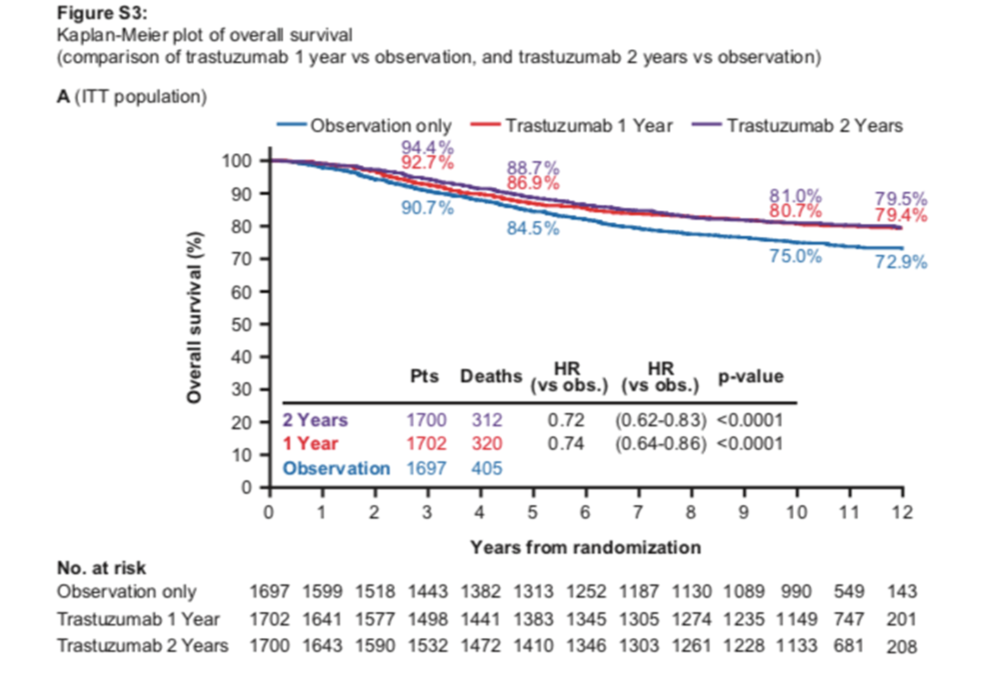 Figure S3:
Kaplan-Meier plot of overall survival
(comparison of trastuzumab 1 year vs observation, and trastuzumab 2 years vs observation)
A (ITT population)
Observation only Trastuzumab 1 Year Trastuzumab 2 Years
94.4%
92.7%
90.7%
88.7%
86.9%
84.5%
81.0%
80.7%
75.0%
79.5%
79.4%
72.9%
Overall survival (%)
100
90
80
70
60
50
40
30
20
10
0
Pts Deaths HR (vs obs.) HR (vs obs.) p-value
2 Years 1700 312 0.72 (0.62-0.83) <0.0001
1 Year 1702 320 0.74 (0.64-0.86) <0.0001
Observation 1697 405
0 1 2 3 4 5 6 7 8 9 10 11 12
Years from randomization
No. at risk
Observation only 1697 1599 1518 1443 1382 1313 1252 1187 1130 1089 990 549 143
Trastuzumab 1 Year 1702 1641 1577 1498 1441 1383 1345 1305 1274 1235 1149 747 201
Trastuzumab 2 Years 1700 1643 1590 1532 1472 1410 1346 1303 1261 1228 1133 681 208